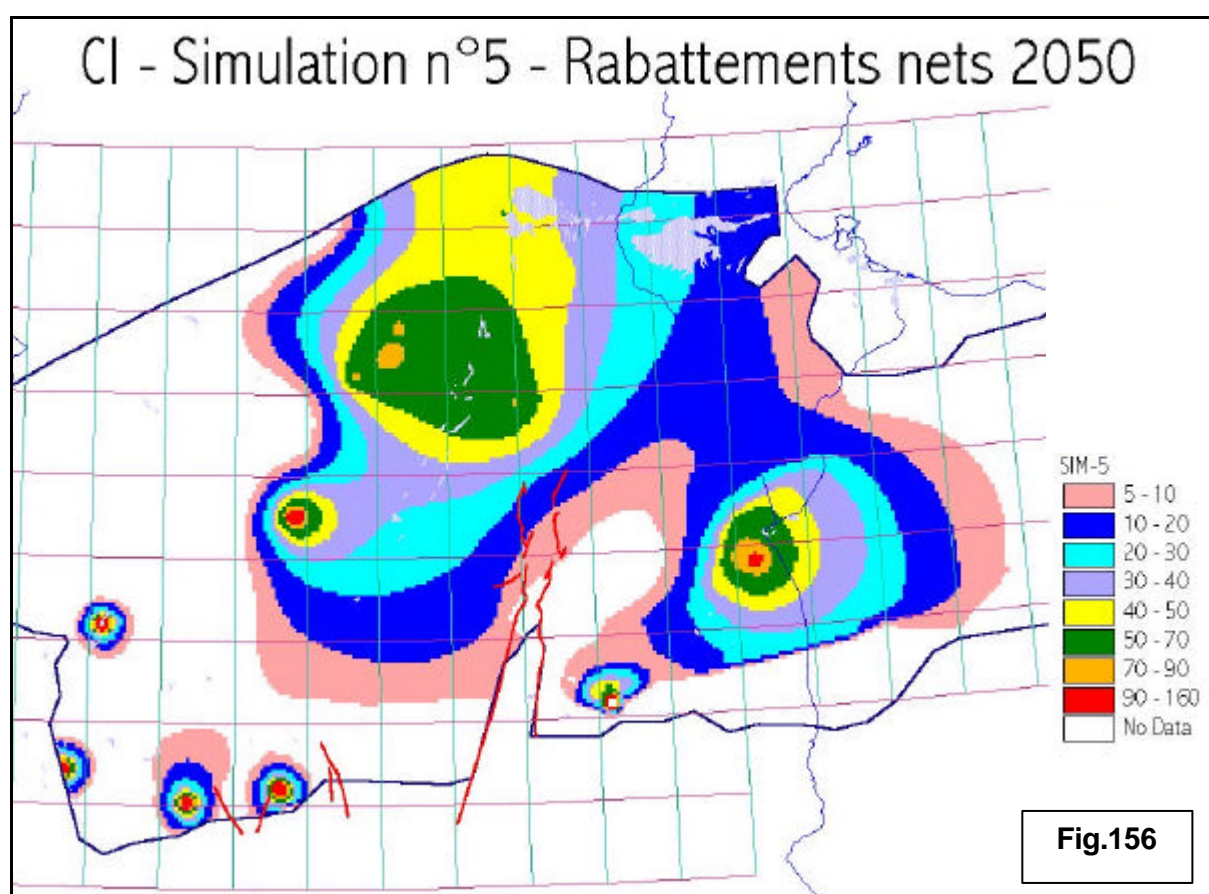 CI - Simulation n°5 - Rabattements nets 2050
SIM-5
5 - 10
10 - 20
20 - 30
30 - 40
40 - 50
50 - 70
70 - 90
90 - 160
No Data
Fig.156